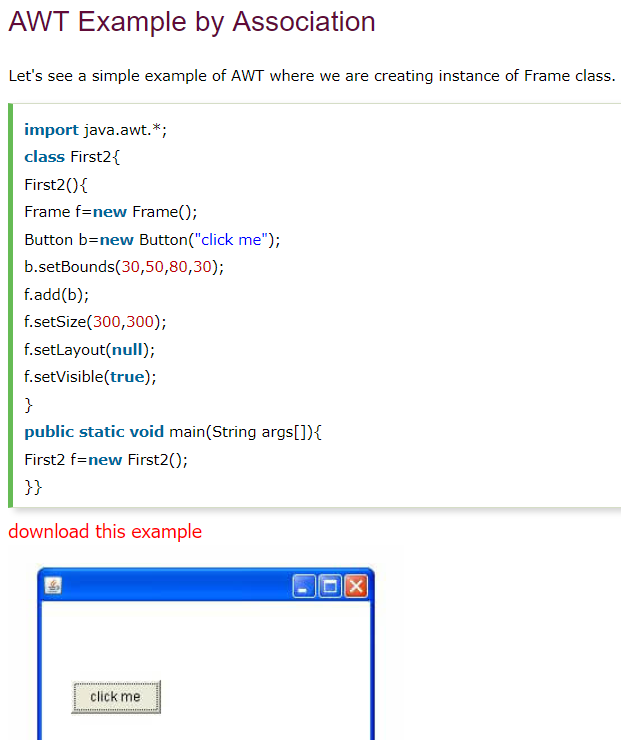 AWT Example by Association
Let's see a simple example of AWT where we are creating instance of Frame class.
import java.awt.*;
class First2{
First2(){
Frame f=new Frame();
Button b=new Button("click me");
b.setBounds(30,50,80,30);
f.add(b);
f.setSize(300,300);
f.setLayout(null);
f.setVisible(true);
}
public static void main(String args[]){
First2 f=new First2();
}}
download this example
click me